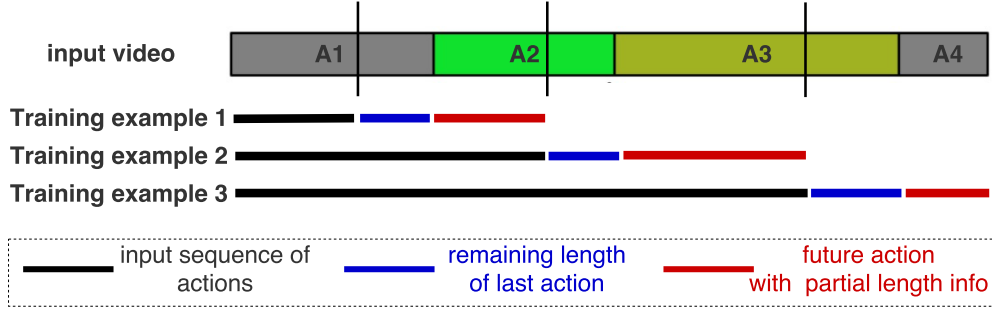 input video A1 A2 A3 A4
Training example 1
Training example 2
Training example 3
input sequence of actions
remaining length of last action
future action with partial length info